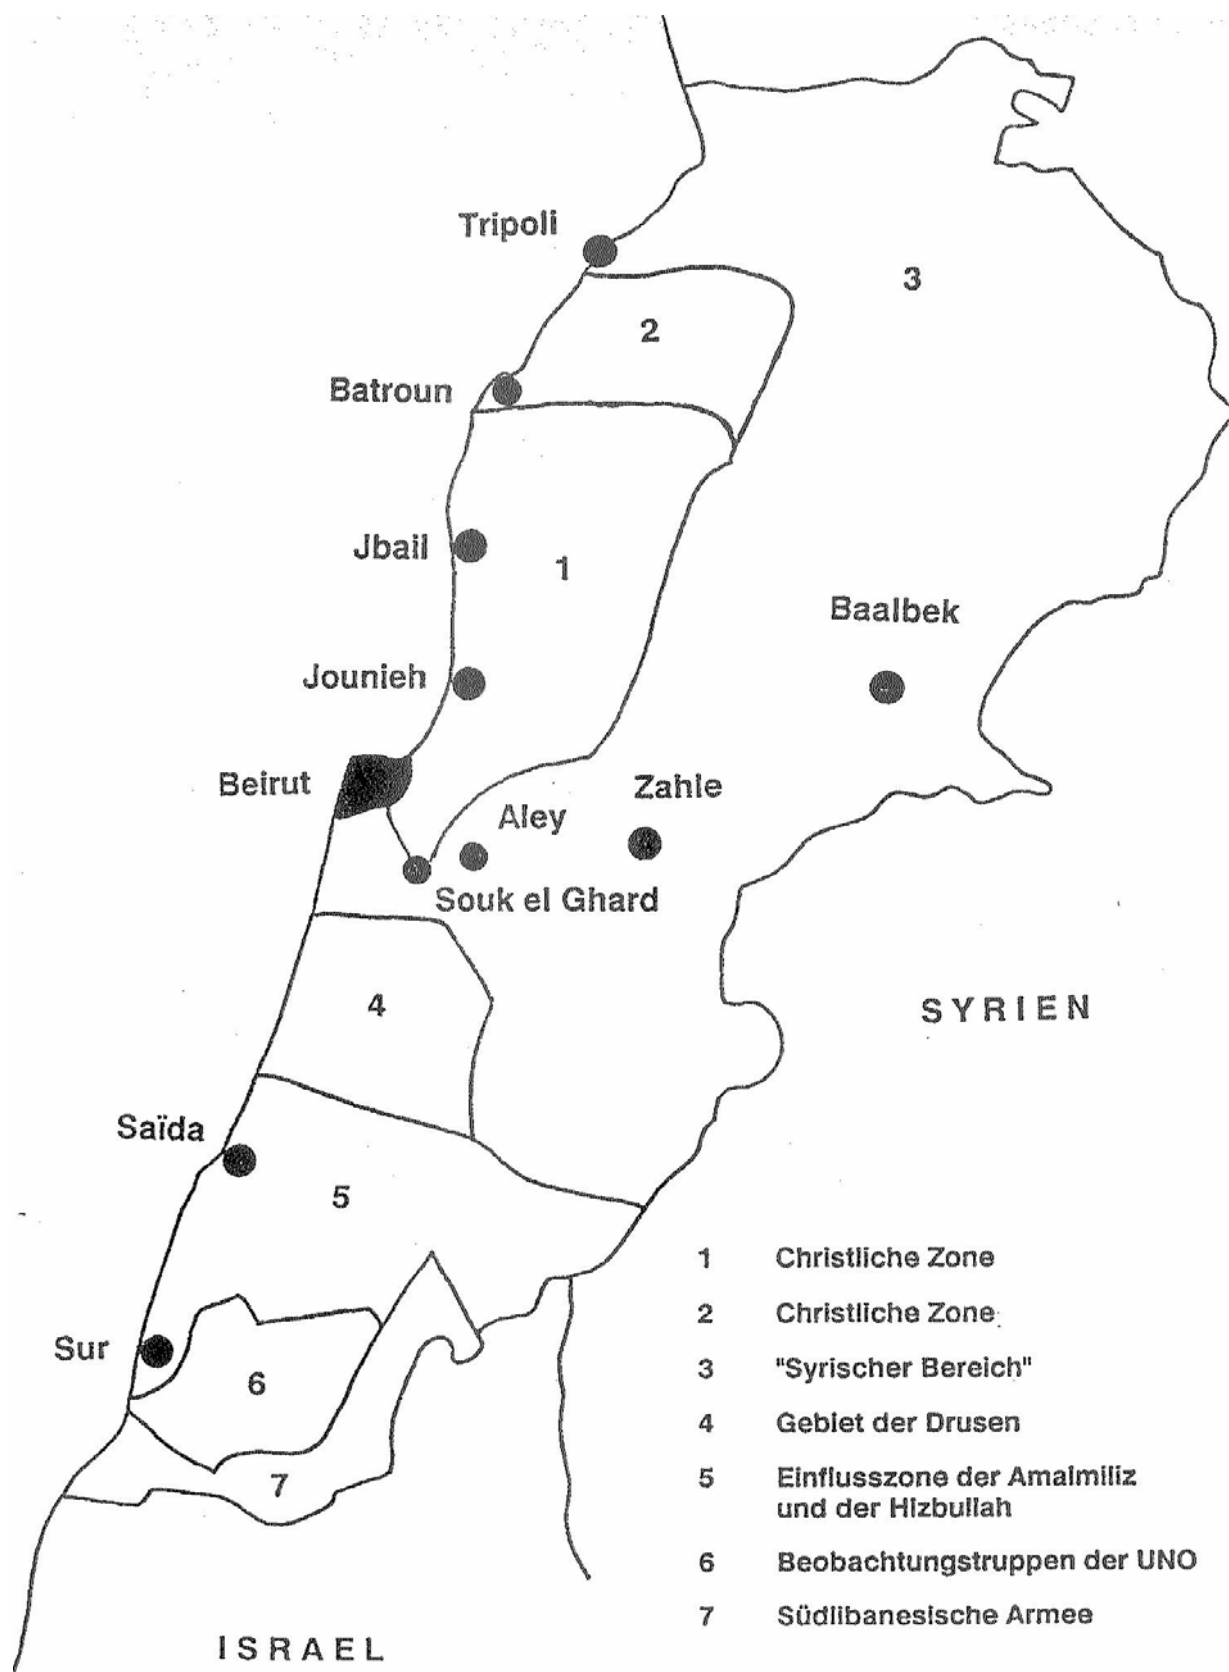 Tripoli
3
2
Batroun
Jbail
1
Baalbek
Jounieh
Beirut
Zahle
Aley
Souk el Ghard
4
SYRIEN
Saïda
5
Sur
6
7
ISRAEL
1 Christliche Zone
2 Christliche Zone
3 "Syrischer Bereich"
4 Gebiet der Drusen
5 Einflusszone der Amalmiliz
und der Hizbullah
6 Beobachtungstruppen der UNO
7 Südlibanesische Armee